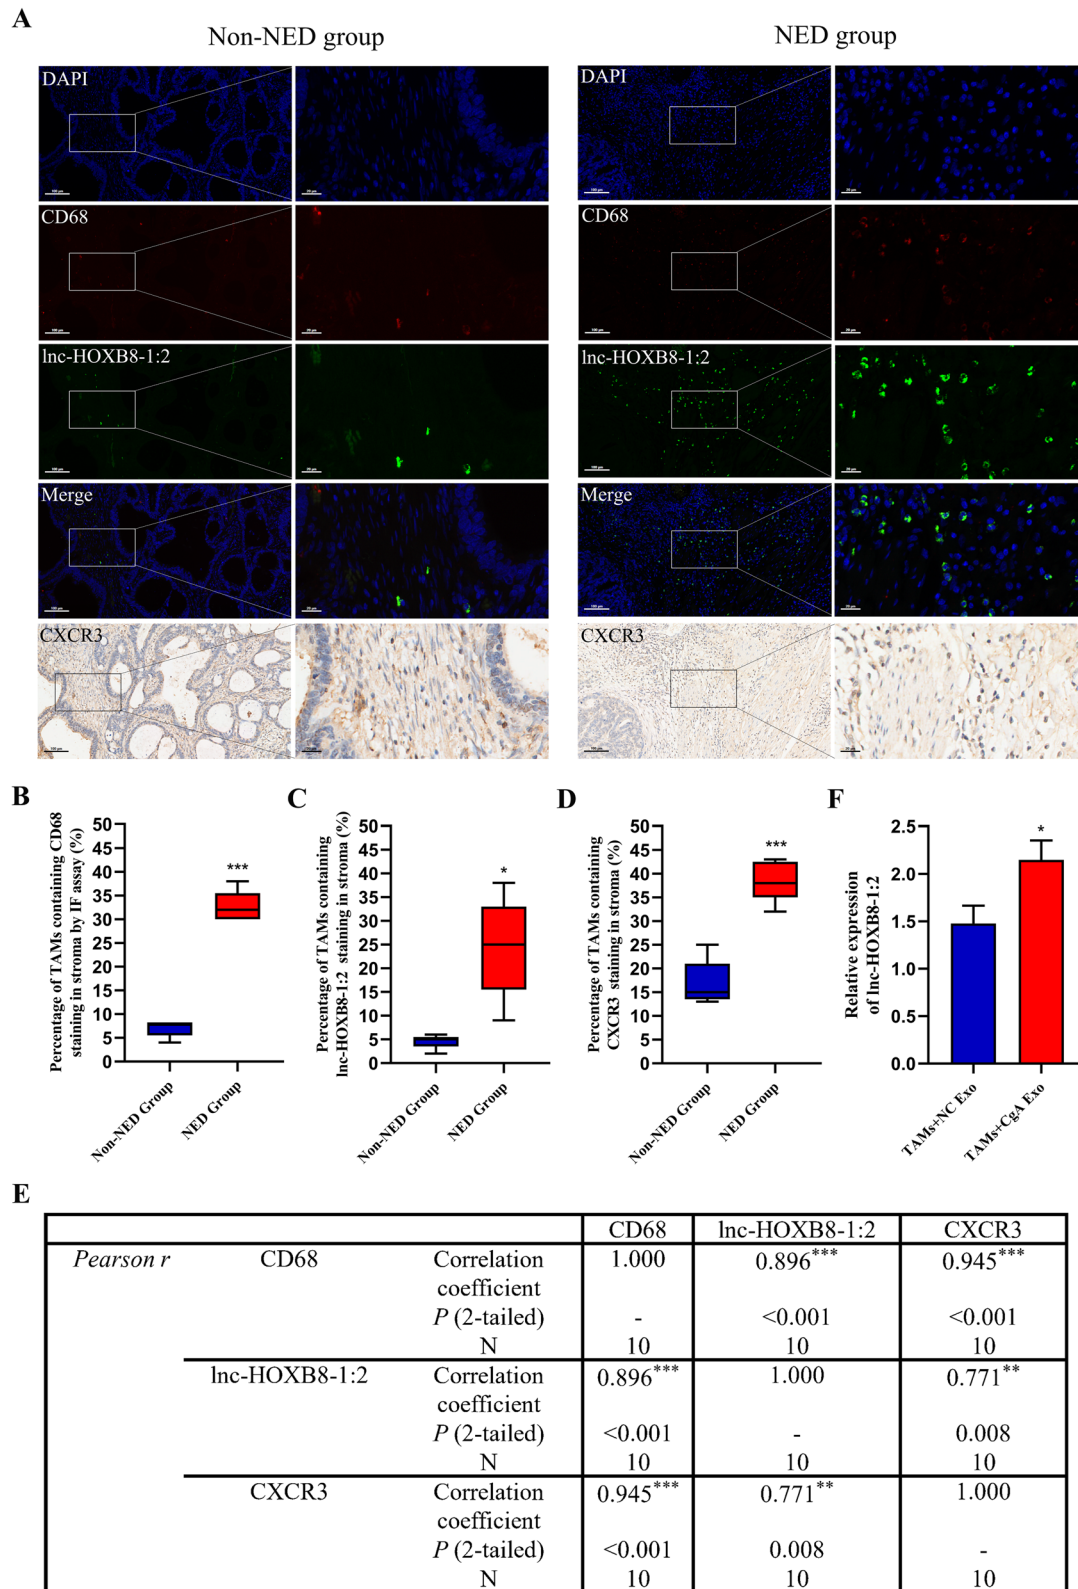 A
Non-NED group
NED group
DAPI
DAPI
CD68
CD68
lnc-HOXB8-1:2
lnc-HOXB8-1:2
Merge
Merge
CXCR3
CXCR3
B
Percentage of TAMs containing CD68
staining in stroma by IF assay (%)
50
45
40
35
30
25
20
15
10
5
0
***
Non-NED Group
NED Group
C
Percentage of TAMs containing
lnc-HOXB8-1:2 staining in stroma (%)
50
45
40
35
30
25
20
15
10
5
0
*
Non-NED Group
NED Group
D
Percentage of TAMs containing
CXCR3 staining in stroma (%)
50
45
40
35
30
25
20
15
10
5
0
***
Non-NED Group
NED Group
F
Relative expression
of lnc-HOXB8-1:2
2.5
2.0
1.5
1.0
0.5
0.0
*
TAMs+NC Exo
TAMs+CgA Exo
E
CD68 lnc-HOXB8-1:2 CXCR3
Pearson r CD68 Correlation 1.000 0.896*** 0.945***
coefficient
P (2-tailed) - <0.001 <0.001
N 10 10 10
lnc-HOXB8-1:2 Correlation 0.896*** 1.000 0.771**
coefficient
P (2-tailed) <0.001 - 0.008
N 10 10 10
CXCR3 Correlation 0.945*** 0.771** 1.000
coefficient
P (2-tailed) <0.001 0.008 -
N 10 10 10